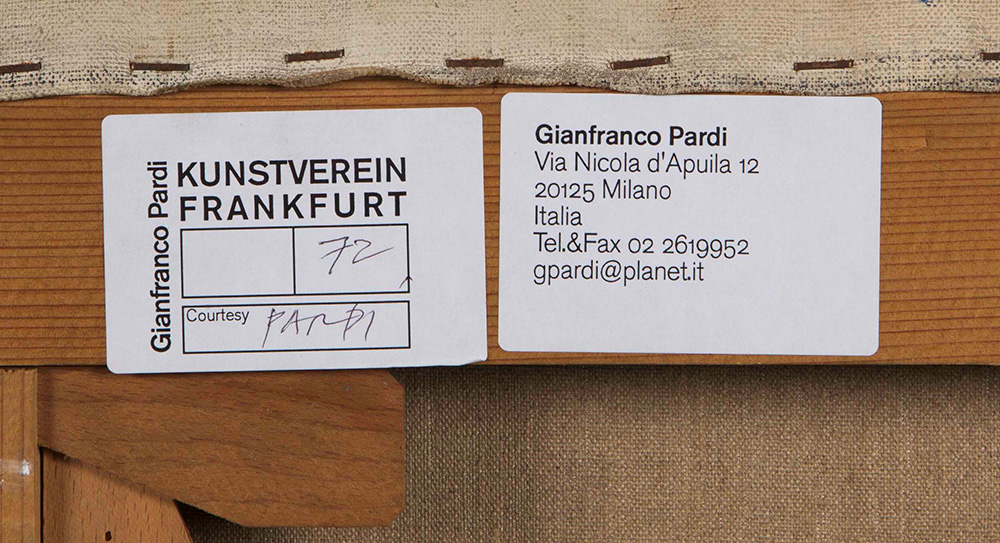 Gianfranco Pardi
KUNSTVEREIN
FRANKFURT
72
Courtesy PARDI
Gianfranco Pardi
Via Nicola d'Apuila 12
20125 Milano
Italia
Tel.&Fax 02 2619952
gpardi@planet.it